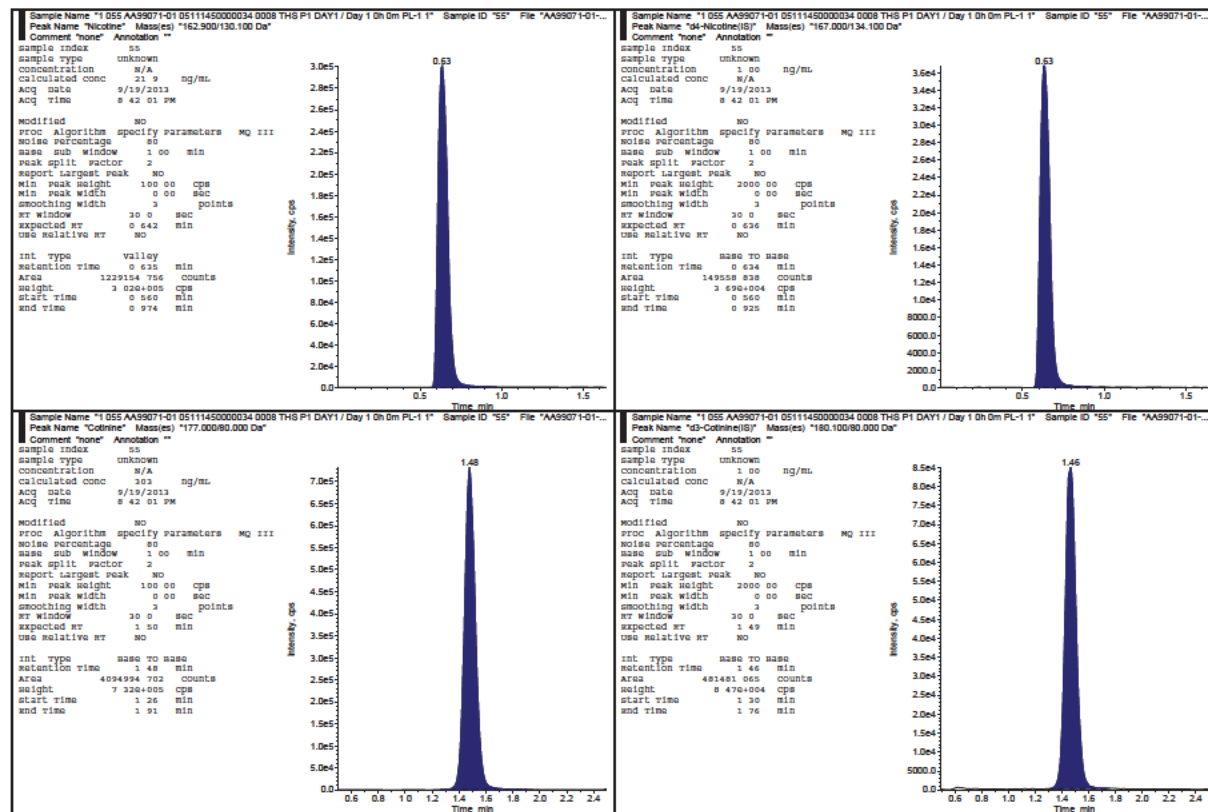 Sample Name "1 055 AA99071-01 05111450000034 0008 THS P1 DAY1 / Day 1 0h 0m PL-1 1" Sample ID "55" File "AA99071-01-...
Peak Name "Nicotine" Mass(es) "162.900/130.100 Da"
Comment "none" Annotation ""
Sample Index 55
Sample Type Unknown
Concentration N/A
Calculated Conc 21 9 ng/mL
Acq Date 9/19/2013
Acq Time 8 42 01 PM
Modified NO
Proc Algorithm Specify Parameters MQ III
Noise Percentage 80
Base Sub Window 1 00 min
Peak Split Factor 2
Report Largest Peak NO
Min Peak Height 100 00 cps
Min Peak Width 0 00 sec
Smoothing Width 3 points
RT Window 30 0 sec
Expected RT 0 642 min
Use Relative RT NO
Int Type Valley
Retention Time 0 635 min
Area 1229154 756 counts
Height 3 02e+005 cps
Start Time 0 560 min
End Time 0 974 min
0.63
Intensity, cps
3.0e5
2.8e5
2.6e5
2.4e5
2.2e5
2.0e5
1.8e5
1.6e5
1.4e5
1.2e5
1.0e5
8.0e4
6.0e4
4.0e4
2.0e4
0.0
0.5 1.0 1.5
Time min
Sample Name "1 055 AA99071-01 05111450000034 0008 THS P1 DAY1 / Day 1 0h 0m PL-1 1" Sample ID "55" File "AA99071-01-...
Peak Name "d4-Nicotine(IS)" Mass(es) "167.000/134.100 Da"
Comment "none" Annotation ""
Sample Index 55
Sample Type Unknown
Concentration 1 00 ng/mL
Calculated Conc N/A
Acq Date 9/19/2013
Acq Time 8 42 01 PM
Modified NO
Proc Algorithm Specify Parameters MQ III
Noise Percentage 80
Base Sub Window 1 00 min
Peak Split Factor 2
Report Largest Peak NO
Min Peak Height 2000 00 cps
Min Peak Width 0 00 sec
Smoothing Width 3 points
RT Window 30 0 sec
Expected RT 0 636 min
Use Relative RT NO
Int Type Base To Base
Retention Time 0 634 min
Area 149558 838 counts
Height 3 69e+004 cps
Start Time 0 560 min
End Time 0 925 min
0.63
Intensity, cps
3.6e4
3.4e4
3.2e4
3.0e4
2.8e4
2.6e4
2.4e4
2.2e4
2.0e4
1.8e4
1.6e4
1.4e4
1.2e4
1.0e4
8000.0
6000.0
4000.0
2000.0
0.0
0.5 1.0 1.5
Time min
Sample Name "1 055 AA99071-01 05111450000034 0008 THS P1 DAY1 / Day 1 0h 0m PL-1 1" Sample ID "55" File "AA99071-01-...
Peak Name "Cotinine" Mass(es) "177.000/80.000 Da"
Comment "none" Annotation ""
Sample Index 55
Sample Type Unknown
Concentration N/A
Calculated Conc 303 ng/mL
Acq Date 9/19/2013
Acq Time 8 42 01 PM
Modified NO
Proc Algorithm Specify Parameters MQ III
Noise Percentage 80
Base Sub Window 1 00 min
Peak Split Factor 2
Report Largest Peak NO
Min Peak Height 100 00 cps
Min Peak Width 0 00 sec
Smoothing Width 3 points
RT Window 30 0 sec
Expected RT 1 50 min
Use Relative RT NO
Int Type Base To Base
Retention Time 1 48 min
Area 4094994 702 counts
Height 7 32e+005 cps
Start Time 1 26 min
End Time 1 91 min
1.48
Intensity, cps
7.0e5
6.5e5
6.0e5
5.5e5
5.0e5
4.5e5
4.0e5
3.5e5
3.0e5
2.5e5
2.0e5
1.5e5
1.0e5
5.0e4
0.0
0.6 0.8 1.0 1.2 1.4 1.6 1.8 2.0 2.2 2.4
Time min
Sample Name "1 055 AA99071-01 05111450000034 0008 THS P1 DAY1 / Day 1 0h 0m PL-1 1" Sample ID "55" File "AA99071-01-...
Peak Name "d3-Cotinine(IS)" Mass(es) "180.100/80.000 Da"
Comment "none" Annotation ""
Sample Index 55
Sample Type Unknown
Concentration 1 00 ng/mL
Calculated Conc N/A
Acq Date 9/19/2013
Acq Time 8 42 01 PM
Modified NO
Proc Algorithm Specify Parameters MQ III
Noise Percentage 80
Base Sub Window 1 00 min
Peak Split Factor 2
Report Largest Peak NO
Min Peak Height 2000 00 cps
Min Peak Width 0 00 sec
Smoothing Width 3 points
RT Window 30 0 sec
Expected RT 1 49 min
Use Relative RT NO
Int Type Base To Base
Retention Time 1 46 min
Area 481481 065 counts
Height 8 47e+004 cps
Start Time 1 30 min
End Time 1 76 min
1.46
Intensity, cps
8.5e4
8.0e4
7.5e4
7.0e4
6.5e4
6.0e4
5.5e4
5.0e4
4.5e4
4.0e4
3.5e4
3.0e4
2.5e4
2.0e4
1.5e4
1.0e4
5000.0
0.0
0.6 0.8 1.0 1.2 1.4 1.6 1.8 2.0 2.2 2.4
Time min